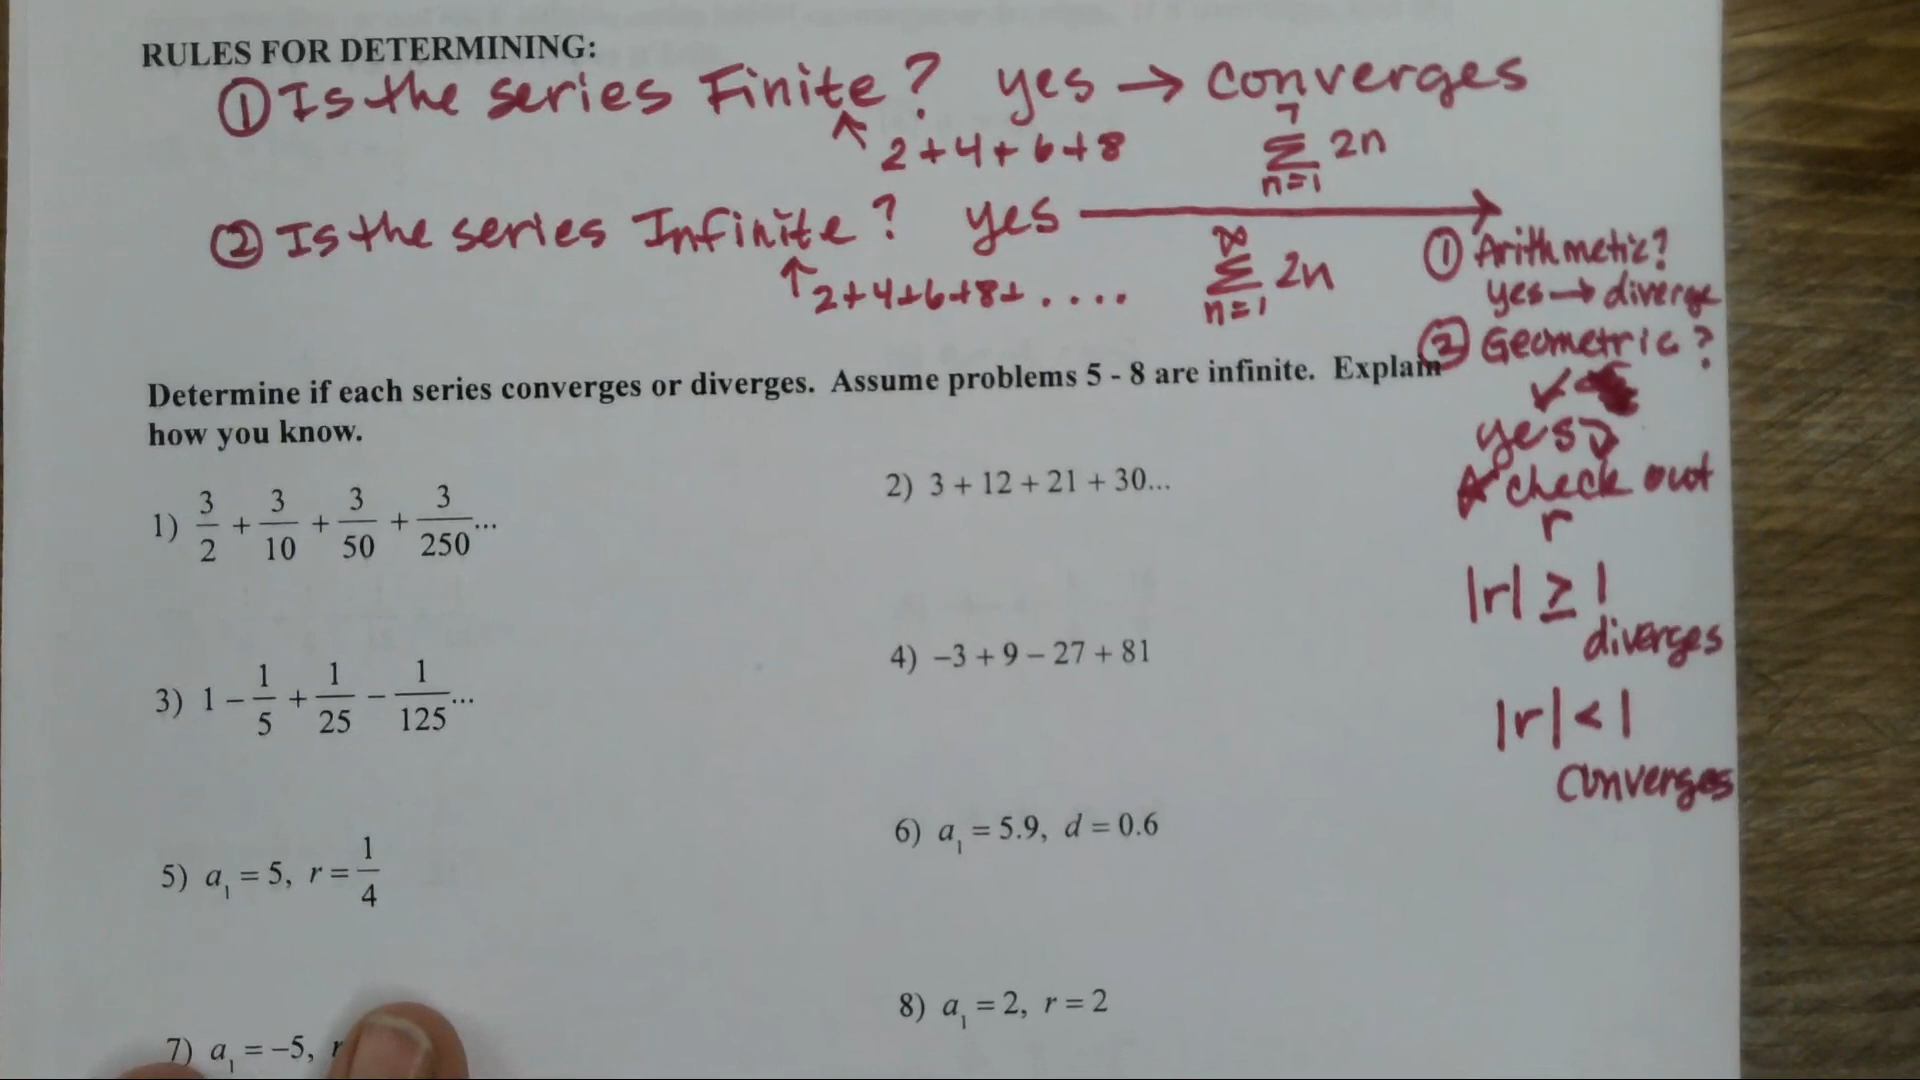 RULES FOR DETERMINING:
① Is the series Finite? yes → converges
2+4+6+8
7
Σ 2n
n=1
② Is the series Infinite? yes →
2+4+6+8+ ....
∞
Σ 2n
n=1
① Arithmetic?
yes → diverge
② Geometric?
yes
check out
r
|r| ≥ 1
diverges
|r| < 1
converges
Determine if each series converges or diverges. Assume problems 5 - 8 are infinite. Explain
how you know.
1) 3/2 + 3/10 + 3/50 + 3/250 ...
2) 3 + 12 + 21 + 30...
3) 1 − 1/5 + 1/25 − 1/125 ...
4) −3 + 9 − 27 + 81
5) a₁ = 5, r = 1/4
6) a₁ = 5.9, d = 0.6
7) a₁ = −5, r
8) a₁ = 2, r = 2